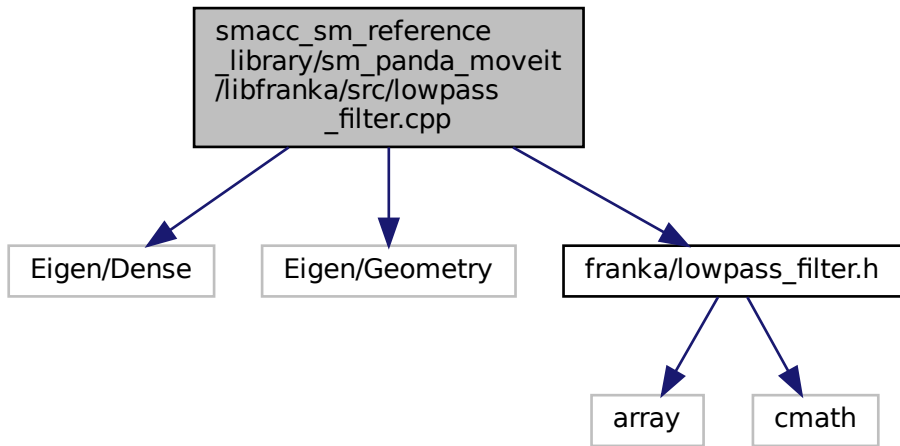 smacc_sm_reference
_library/sm_panda_moveit
/libfranka/src/lowpass
_filter.cpp
Eigen/Dense
Eigen/Geometry
franka/lowpass_filter.h
array
cmath